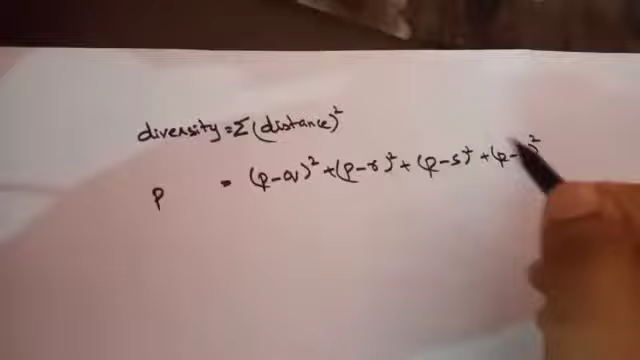 diversity = Σ (distance)²
P = (p-q)² + (p-r)² + (p-s)² + (p-